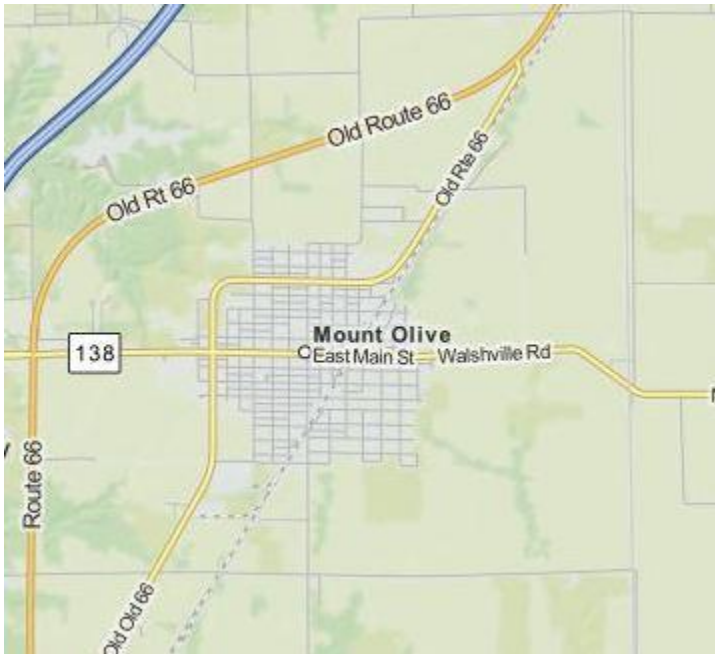 Old Route 66
Old Rte 66
Old Rt 66
Mount Olive
138
East Main St
Walshville Rd
Route 66
Old Old 66